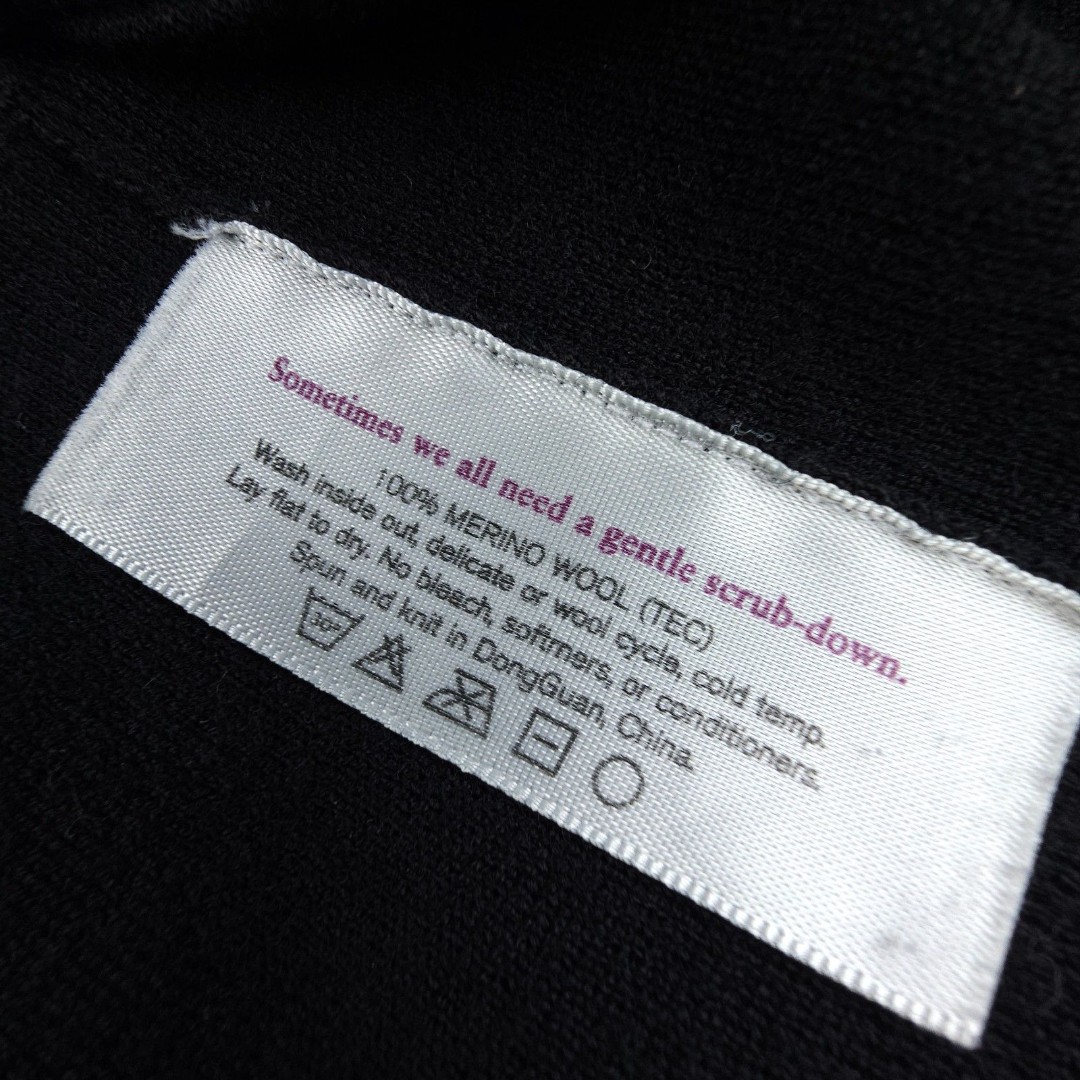 Sometimes we all need a gentle scrub-down.
100% MERINO WOOL (TEC)
Wash inside out, delicate or wool cycle, cold temp.
Lay flat to dry. No bleach, softrners, or conditioners.
Spun and knit in DongGuan, China.
30°